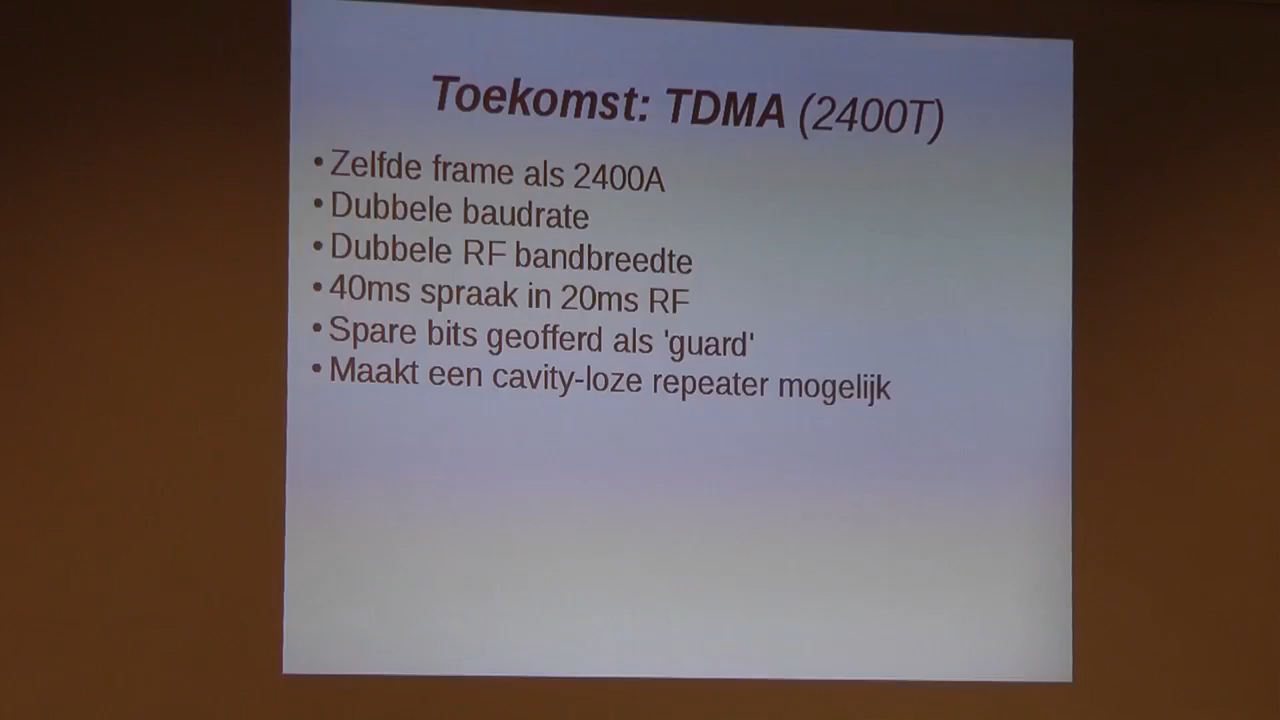 Toekomst: TDMA (2400T)
• Zelfde frame als 2400A
• Dubbele baudrate
• Dubbele RF bandbreedte
• 40ms spraak in 20ms RF
• Spare bits geofferd als 'guard'
• Maakt een cavity-loze repeater mogelijk